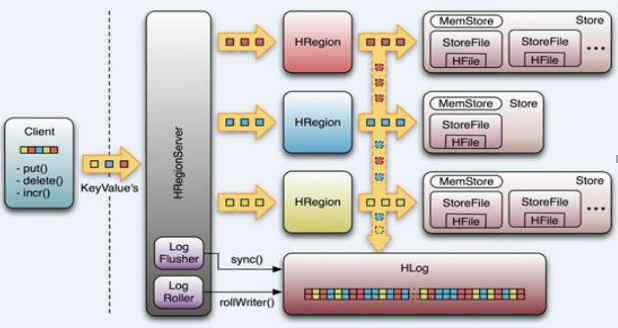 Client
- put()
- delete()
- incr()
KeyValue's
HRegionServer
Log
Flusher
Log
Roller
sync()
rollWriter()
HRegion
MemStore
Store
StoreFile
HFile
StoreFile
HFile
...
HRegion
MemStore
Store
StoreFile
HFile
HRegion
MemStore
Store
StoreFile
HFile
StoreFile
HFile
...
HLog